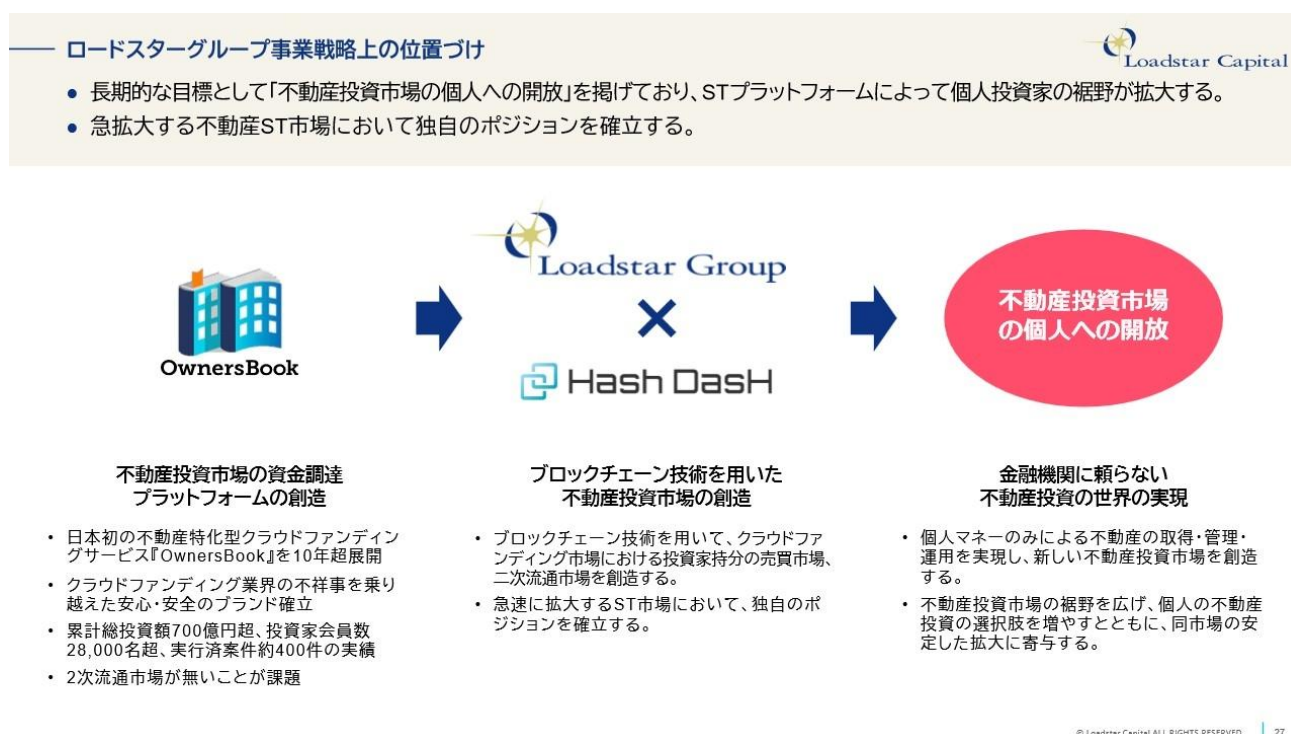 ロードスターグループ事業戦略上の位置づけ
Loadstar Capital
● 長期的な目標として「不動産投資市場の個人への開放」を掲げており、STプラットフォームによって個人投資家の裾野が拡大する。
● 急拡大する不動産ST市場において独自のポジションを確立する。
OwnersBook
Loadstar Group
×
Hash DasH
不動産投資市場
の個人への開放
不動産投資市場の資金調達
プラットフォームの創造
• 日本初の不動産特化型クラウドファンディン
グサービス『OwnersBook』を10年超展開
• クラウドファンディング業界の不祥事を乗り
越えた安心・安全のブランド確立
• 累計総投資額700億円超、投資家会員数
28,000名超、実行済案件約400件の実績
• 2次流通市場が無いことが課題
ブロックチェーン技術を用いた
不動産投資市場の創造
• ブロックチェーン技術を用いて、クラウドファ
ンディング市場における投資家持分の売買市場、
二次流通市場を創造する。
• 急速に拡大するST市場において、独自のポ
ジションを確立する。
金融機関に頼らない
不動産投資の世界の実現
• 個人マネーのみによる不動産の取得・管理・
運用を実現し、新しい不動産投資市場を創造
する。
• 不動産投資市場の裾野を広げ、個人の不動産
投資の選択肢を増やすとともに、同市場の安
定した拡大に寄与する。
© Loadstar Capital ALL RIGHTS RESERVED 27